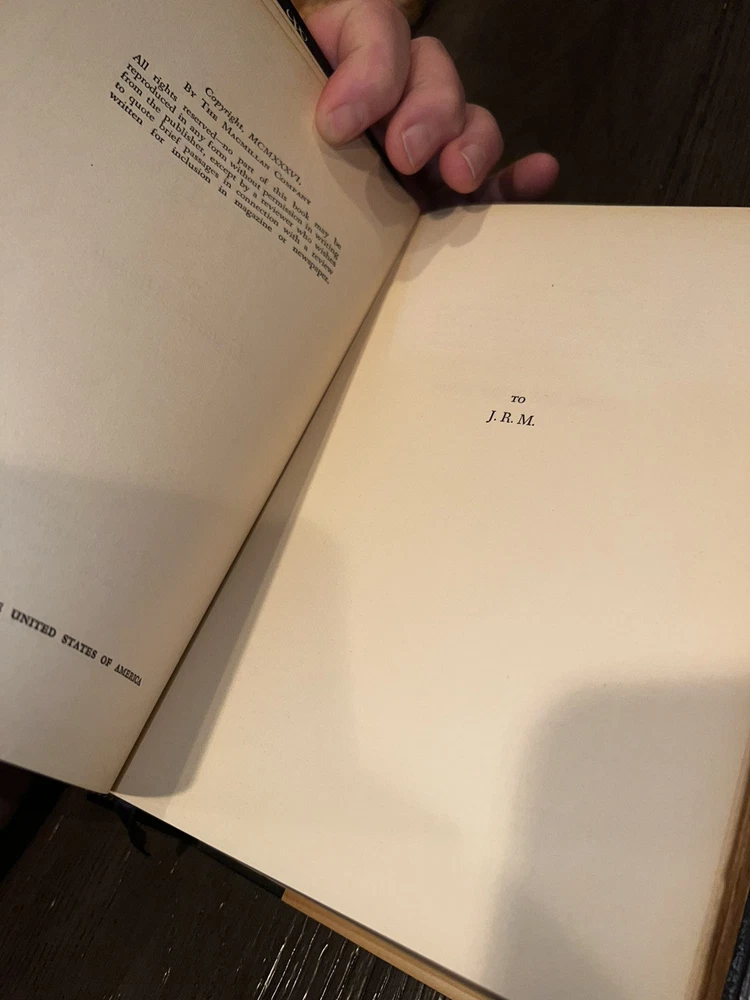 Copyright, MCMXXXVI,
By THE MACMILLAN COMPANY
All rights reserved—no part of this book may be
reproduced in any form without permission in writing
from the publisher, except by a reviewer who wishes
to quote brief passages in connection with a review
written for inclusion in magazine or newspaper.
UNITED STATES OF AMERICA
TO
J. R. M.